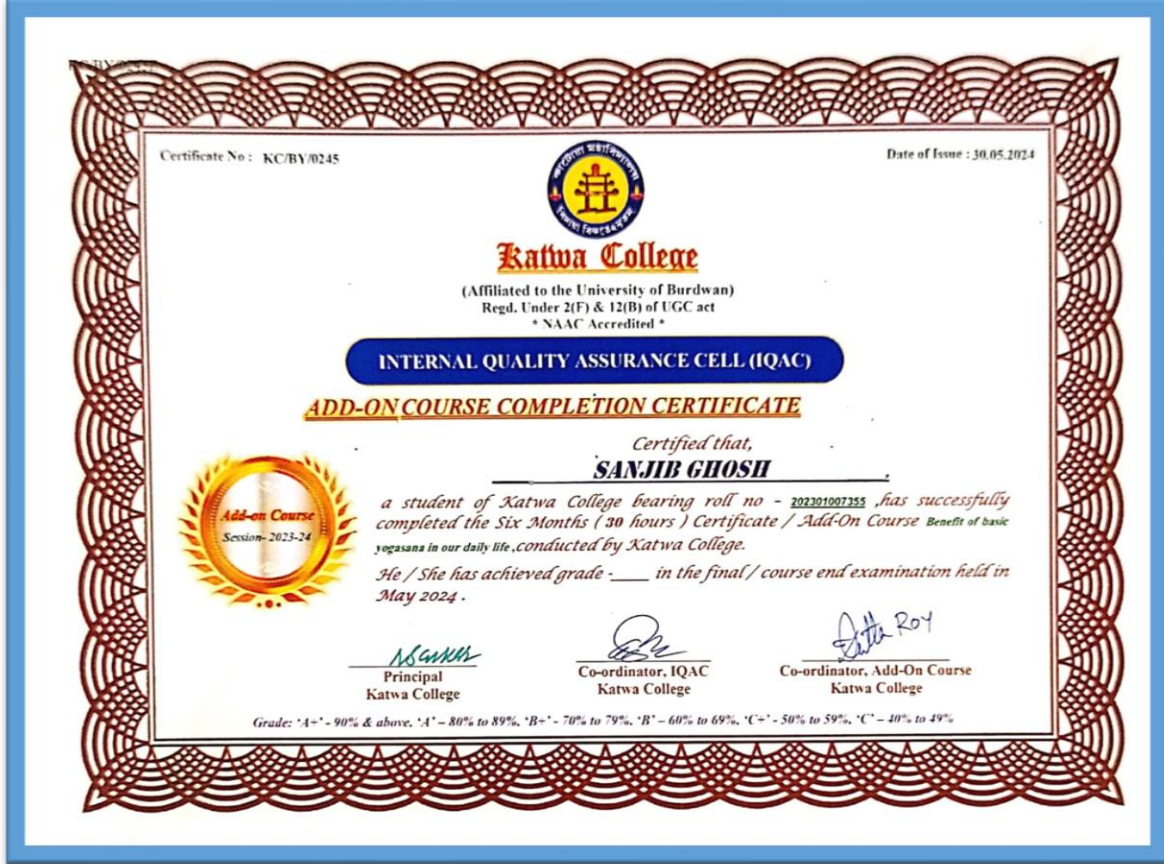 Certificate No : KC/BY/0245
Date of Issue : 30.05.2024
কাটোয়া মহাবিদ্যালয়
Katwa College
(Affiliated to the University of Burdwan)
Regd. Under 2(F) & 12(B) of UGC act
* NAAC Accredited *
INTERNAL QUALITY ASSURANCE CELL (IQAC)
ADD-ON COURSE COMPLETION CERTIFICATE
Certified that,
SANJIB GHOSH.
Add-on Course
Session- 2023-24
a student of Katwa College bearing roll no - 202301007355 ,has successfully
completed the Six Months ( 30 hours ) Certificate / Add-On Course Benefit of basic
yogasana in our daily life,conducted by Katwa College.
He / She has achieved grade -____ in the final / course end examination held in
May 2024 .
Roy
Principal
Katwa College
Co-ordinator, IQAC
Katwa College
Co-ordinator, Add-On Course
Katwa College
Grade: 'A+' - 90% & above, 'A' – 80% to 89%, 'B+' - 70% to 79%, 'B' – 60% to 69%, 'C+' - 50% to 59%, 'C' – 40% to 49%